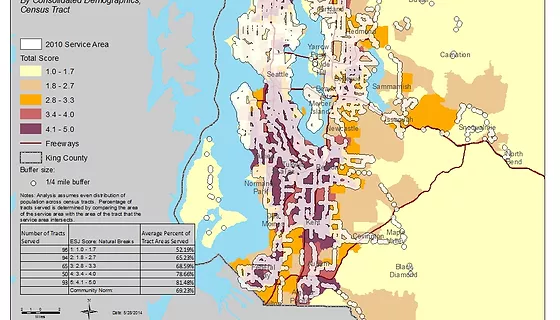 By Consolidated Demographics,
Census Tract
2010 Service Area
Total Score
1.0 - 1.7
1.8 - 2.7
2.8 - 3.3
3.4 - 4.0
4.1 - 5.0
Freeways
King County
Buffer size:
1/4 mile buffer
Notes: Analysis assumes even distribution of
population across census tracts. Percentage of
tracts served is determined by comparing the area
of the service area with the area of the tract that the
service area intersects.
Number of Tracts Served
ESJ Score: Natural Breaks
Average Percent of Tract Areas Served
95 1: 1.0 - 1.7 52.19%
94 2: 1.8 - 2.7 65.23%
65 3: 2.8 - 3.3 68.59%
50 4: 3.4 - 4.0 78.66%
93 5: 4.1 - 5.0 81.48%
Community Norm: 69.23%
Date: 5/28/2014
Kirkland
Redmond
Yarrow
Seattle
Carnation
Sammamish
Mercer
Island
Issaquah
Newcastle
Snoqualmie
North
Bend
Normandy
Park
Kent
Covington
Maple
Valley
Black
Diamond